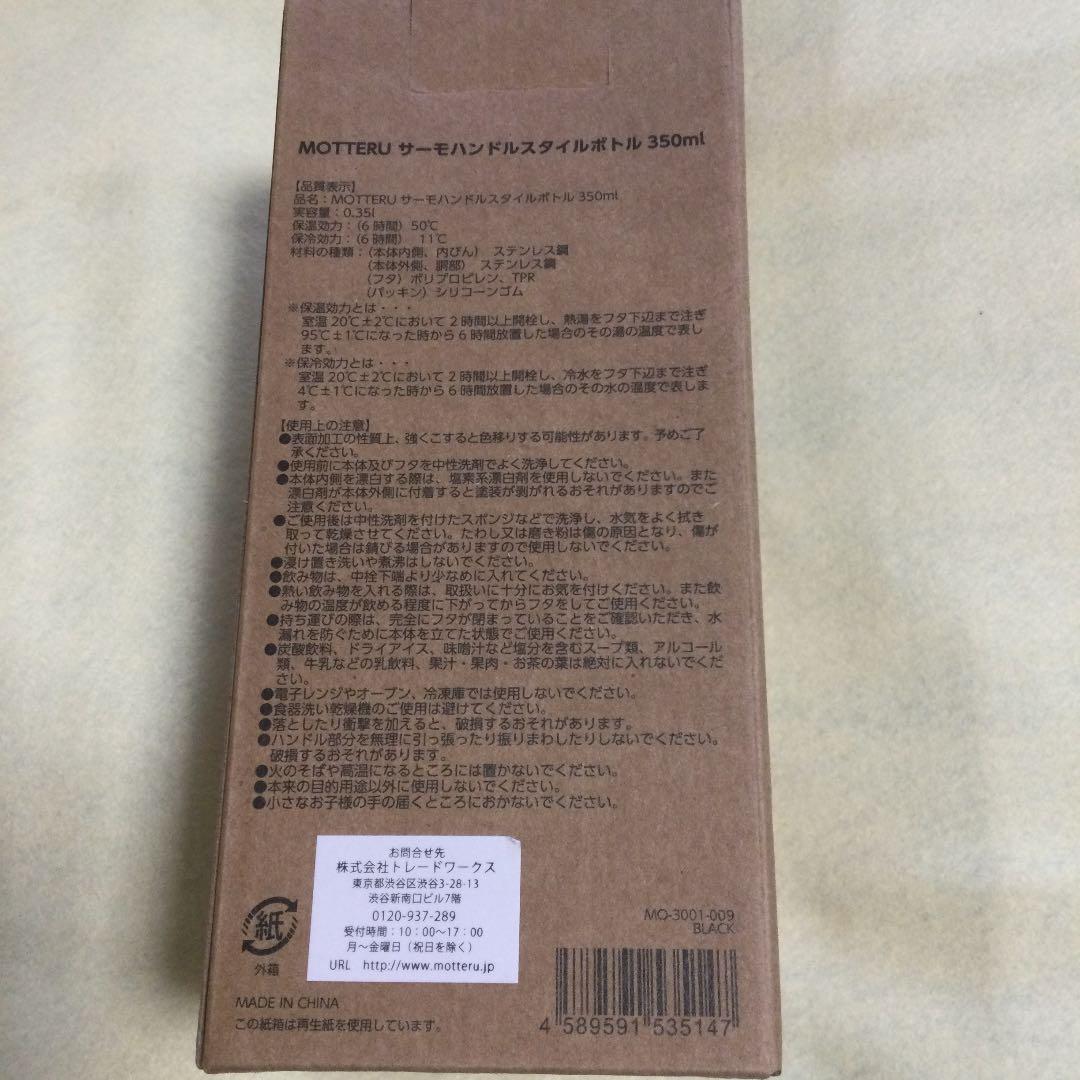 MOTTERU サーモハンドルスタイルボトル 350ml
【品質表示】
品名：MOTTERU サーモハンドルスタイルボトル 350ml
実容量：0.35l
保温効力：（6 時間）50℃
保冷効力：（6 時間） 11℃
材料の種類：（本体内側、内びん） ステンレス鋼
（本体外側、胴部） ステンレス鋼
（フタ）ポリプロピレン、TPR
（パッキン）シリコーンゴム
※保温効力とは・・・
室温 20℃±2℃において 2 時間以上開栓し、熱湯をフタ下辺まで注ぎ
95℃±1℃になった時から 6 時間放置した場合のその湯の温度で表し
ます。
※保冷効力とは・・・
室温 20℃±2℃において 2 時間以上開栓し、冷水をフタ下辺まで注ぎ
4℃±1℃になった時から 6 時間放置した場合のその水の温度で表しま
す。
【使用上の注意】
●表面加工の性質上、強くこすると色移りする可能性があります。予めご了
承ください。
●使用前に本体及びフタを中性洗剤でよく洗浄してください。
●本体内側を漂白する際は、塩素系漂白剤を使用しないでください。また
漂白剤が本体外側に付着すると塗装が剥がれるおそれがありますのでご
注意ください。
●ご使用後は中性洗剤を付けたスポンジなどで洗浄し、水気をよく拭き
取って乾燥させてください。たわし又は磨き粉は傷の原因となり、傷が
付いた場合は錆びる場合がありますので使用しないでください。
●浸け置き洗いや煮沸はしないでください。
●飲み物は、中栓下端より少なめに入れてください。
●熱い飲み物を入れる際は、取扱いに十分にお気を付けください。また飲
み物の温度が飲める程度に下がってからフタをしてご使用ください。
●持ち運びの際は、完全にフタが閉まっていることをご確認いただき、水
漏れを防ぐために本体を立てた状態でご使用ください。
●炭酸飲料、ドライアイス、味噌汁など塩分を含むスープ類、アルコール
類、牛乳などの乳飲料、果汁・果肉・お茶の葉は絶対に入れないでくだ
さい。
●電子レンジやオーブン、冷凍庫では使用しないでください。
●食器洗い乾燥機のご使用は避けてください。
●落としたり衝撃を加えると、破損するおそれがあります。
●ハンドル部分を無理に引っ張ったり振りまわしたりしないでください。
破損するおそれがあります。
●火のそばや高温になるところには置かないでください。
●本来の目的用途以外に使用しないでください。
●小さなお子様の手の届くところにおかないでください。
お問合せ先
株式会社トレードワークス
東京都渋谷区渋谷3-28-13
渋谷新南口ビル7階
0120-937-289
受付時間：10：00～17：00
月～金曜日（祝日を除く）
URL http://www.motteru.jp
紙
外箱
MO-3001-009
BLACK
MADE IN CHINA
この紙箱は再生紙を使用しています。
4 589591 535147